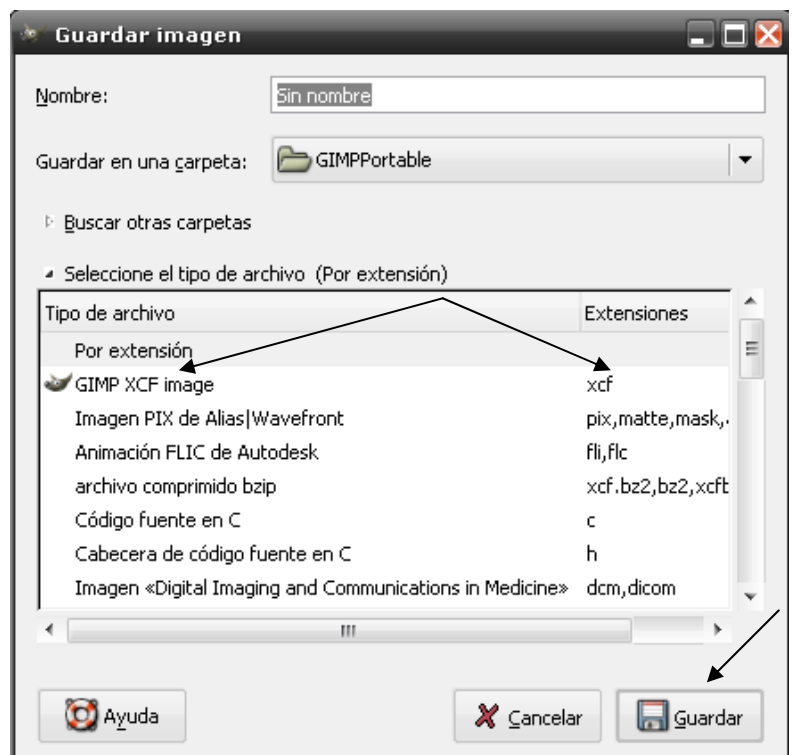 Guardar imagen
Nombre: Sin nombre
Guardar en una carpeta: GIMPPortable
Buscar otras carpetas
Seleccione el tipo de archivo (Por extensión)
Tipo de archivo Extensiones
Por extensión
GIMP XCF image xcf
Imagen PIX de Alias|Wavefront pix,matte,mask,
Animación FLIC de Autodesk fli,flc
archivo comprimido bzip xcf.bz2,bz2,xcfb
Código fuente en C c
Cabecera de código fuente en C h
Imagen «Digital Imaging and Communications in Medicine» dcm,dicom
Ayuda Cancelar Guardar